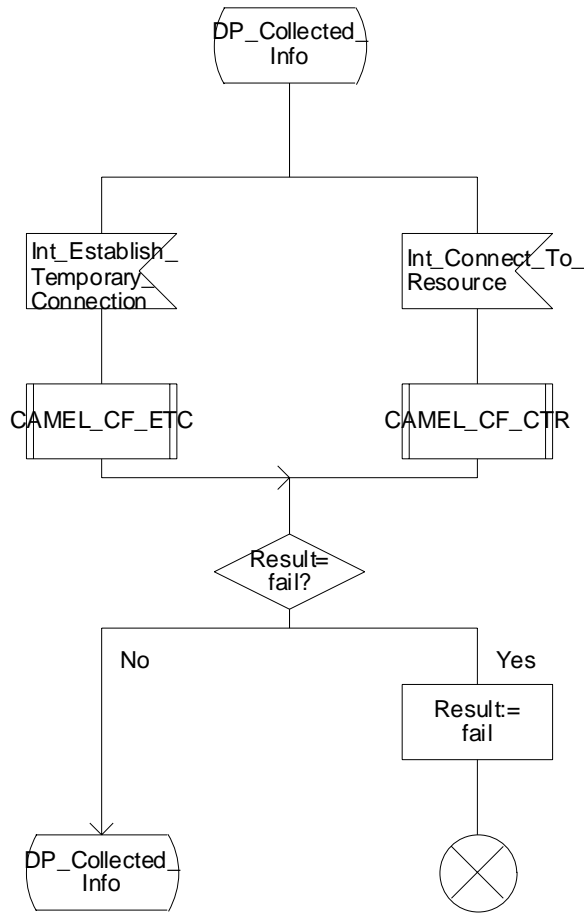 DP_Collected_
Info
Int_Establish_
Temporary_
Connection
Int_Connect_To_
Resource
CAMEL_CF_ETC
CAMEL_CF_CTR
Result=
fail?
No
Yes
Result:=
fail
DP_Collected_
Info